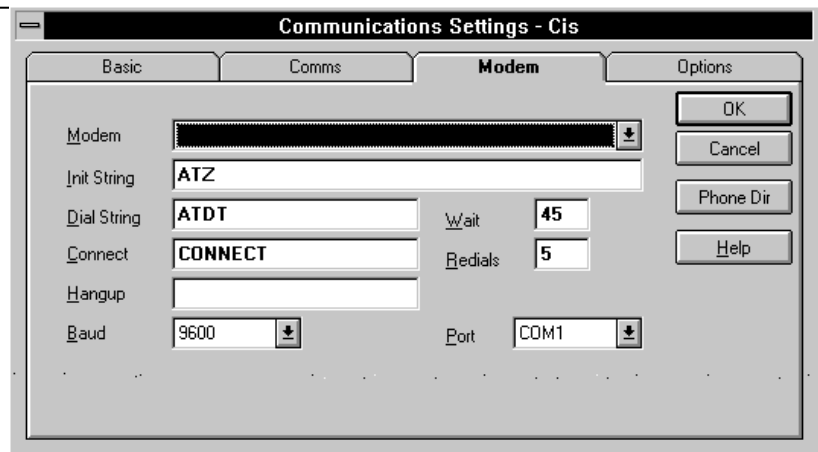 Communications Settings - Cis
Basic Comms Modem Options
Modem
OK
Cancel
Init String ATZ
Phone Dir
Dial String ATDT Wait 45
Connect CONNECT Redials 5
Help
Hangup
Baud 9600 Port COM1